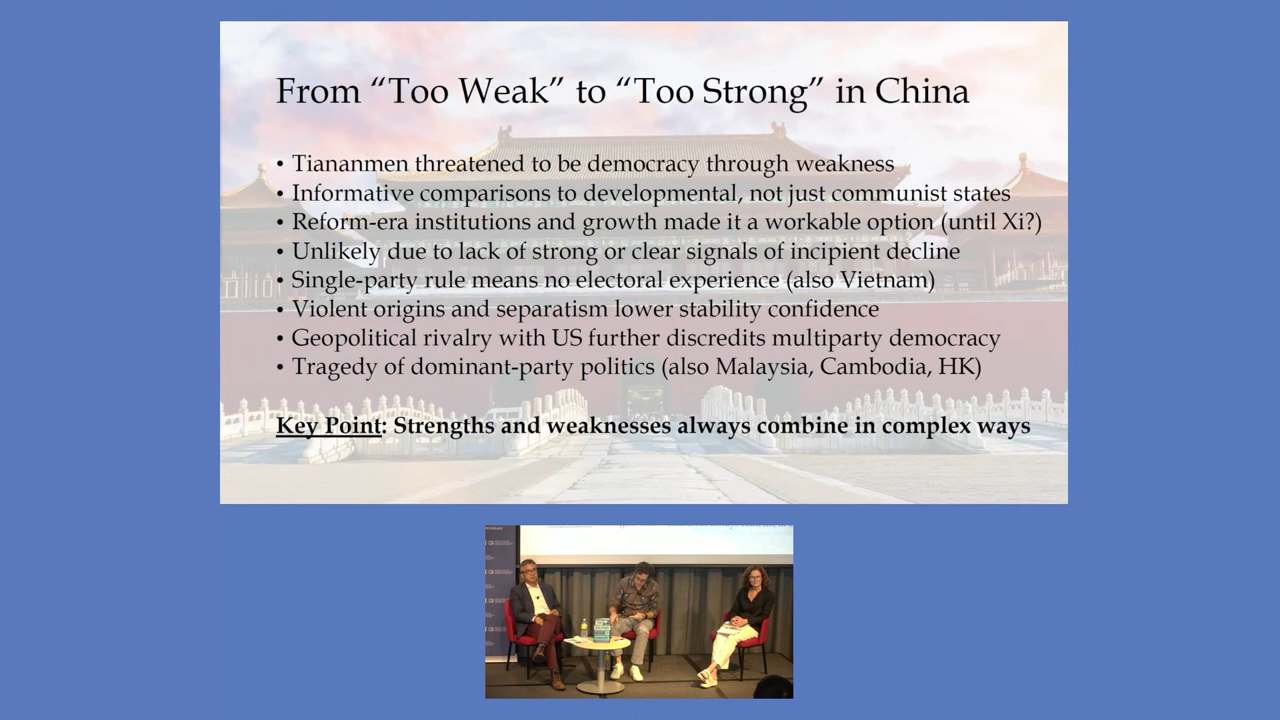 From “Too Weak” to “Too Strong” in China
• Tiananmen threatened to be democracy through weakness
• Informative comparisons to developmental, not just communist states
• Reform-era institutions and growth made it a workable option (until Xi?)
• Unlikely due to lack of strong or clear signals of incipient decline
• Single-party rule means no electoral experience (also Vietnam)
• Violent origins and separatism lower stability confidence
• Geopolitical rivalry with US further discredits multiparty democracy
• Tragedy of dominant-party politics (also Malaysia, Cambodia, HK)
Key Point: Strengths and weaknesses always combine in complex ways